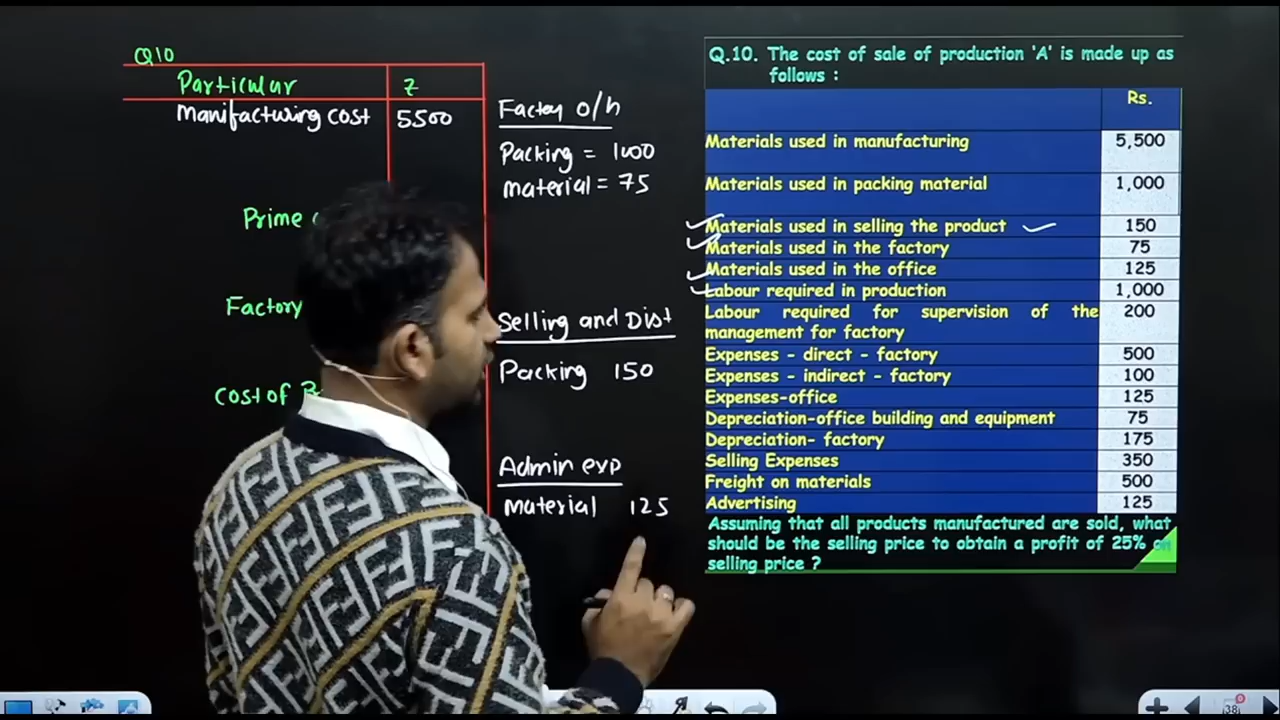 Q10
Particular ₹
Manifacturing cost 5500
Prime
Factory
Cost of
Factory O/h
Packing = 1000
material = 75
Selling and Dist
Packing 150
Admin exp
material 125
Q.10. The cost of sale of production 'A' is made up as
follows :
Rs.
Materials used in manufacturing 5,500
Materials used in packing material 1,000
Materials used in selling the product 150
Materials used in the factory 75
Materials used in the office 125
Labour required in production 1,000
Labour required for supervision of the 200
management for factory
Expenses - direct - factory 500
Expenses - indirect - factory 100
Expenses-office 125
Depreciation-office building and equipment 75
Depreciation- factory 175
Selling Expenses 350
Freight on materials 500
Advertising 125
Assuming that all products manufactured are sold, what
should be the selling price to obtain a profit of 25% on
selling price ?
38